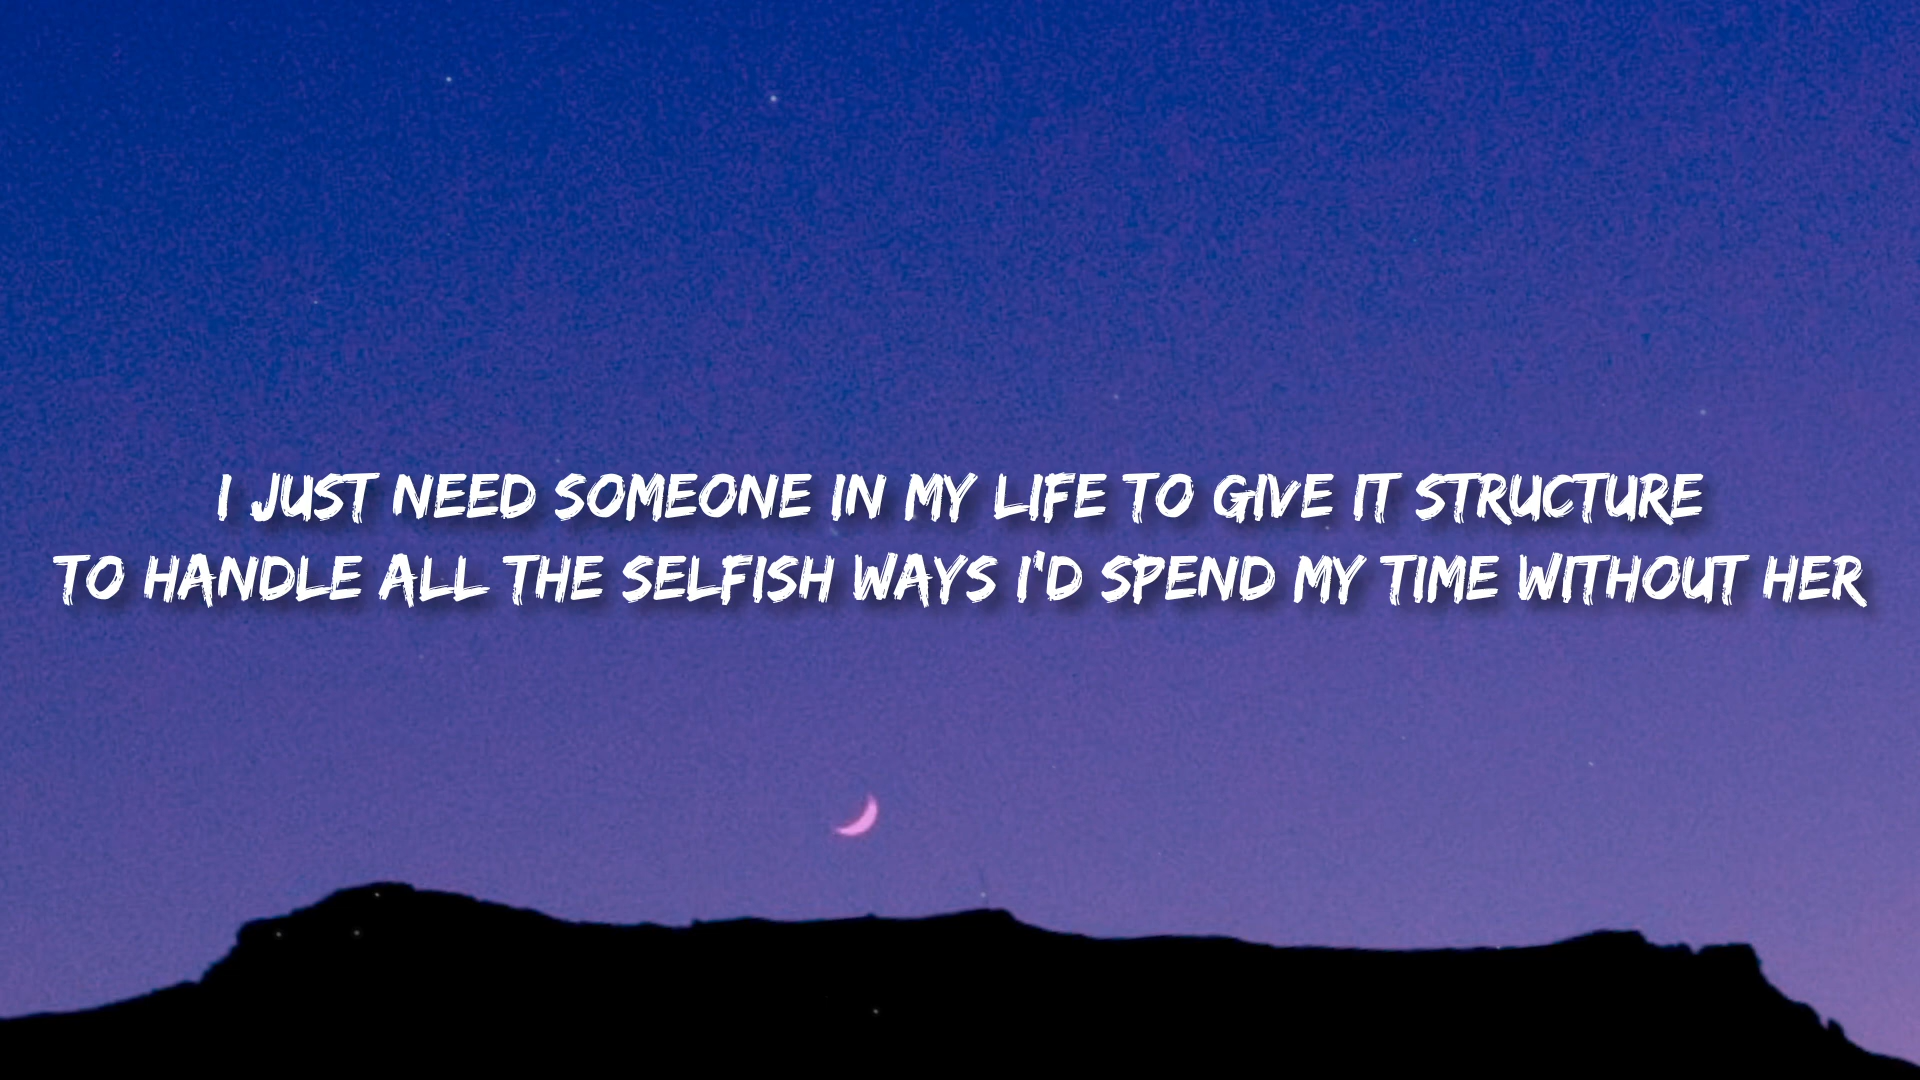 I JUST NEED SOMEONE IN MY LIFE TO GIVE IT STRUCTURE
TO HANDLE ALL THE SELFISH WAYS I'D SPEND MY TIME WITHOUT HER